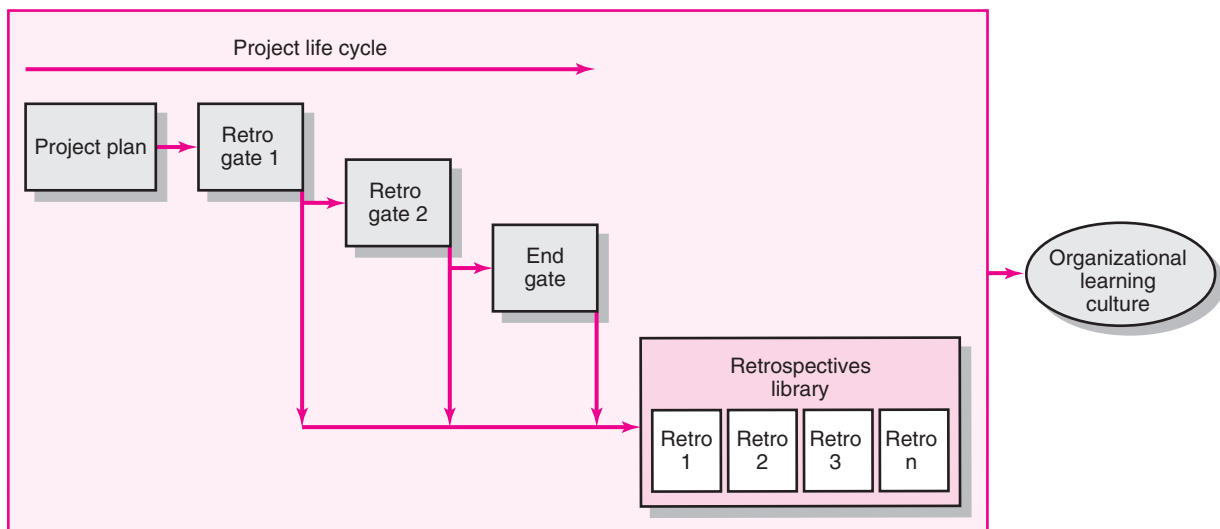 Project life cycle
Project plan
Retro
gate 1
Retro
gate 2
End
gate
Organizational
learning
culture
Retrospectives
library
Retro
1
Retro
2
Retro
3
Retro
n